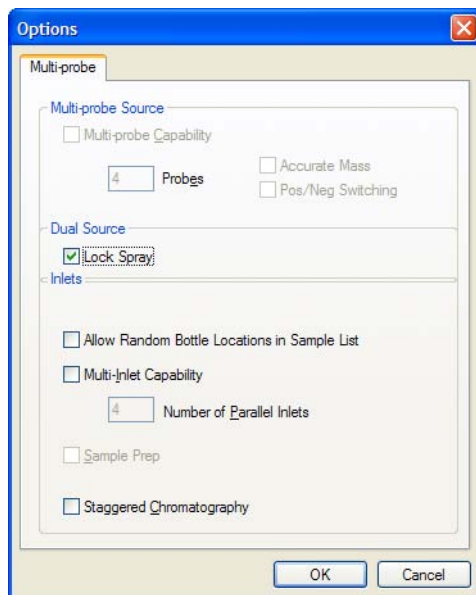 Options
Multi-probe
Multi-probe Source
Multi-probe Capability
4 Probes
Accurate Mass
Pos/Neg Switching
Dual Source
Lock Spray
Inlets
Allow Random Bottle Locations in Sample List
Multi-Inlet Capability
4 Number of Parallel Inlets
Sample Prep
Staggered Chromatography
OK Cancel